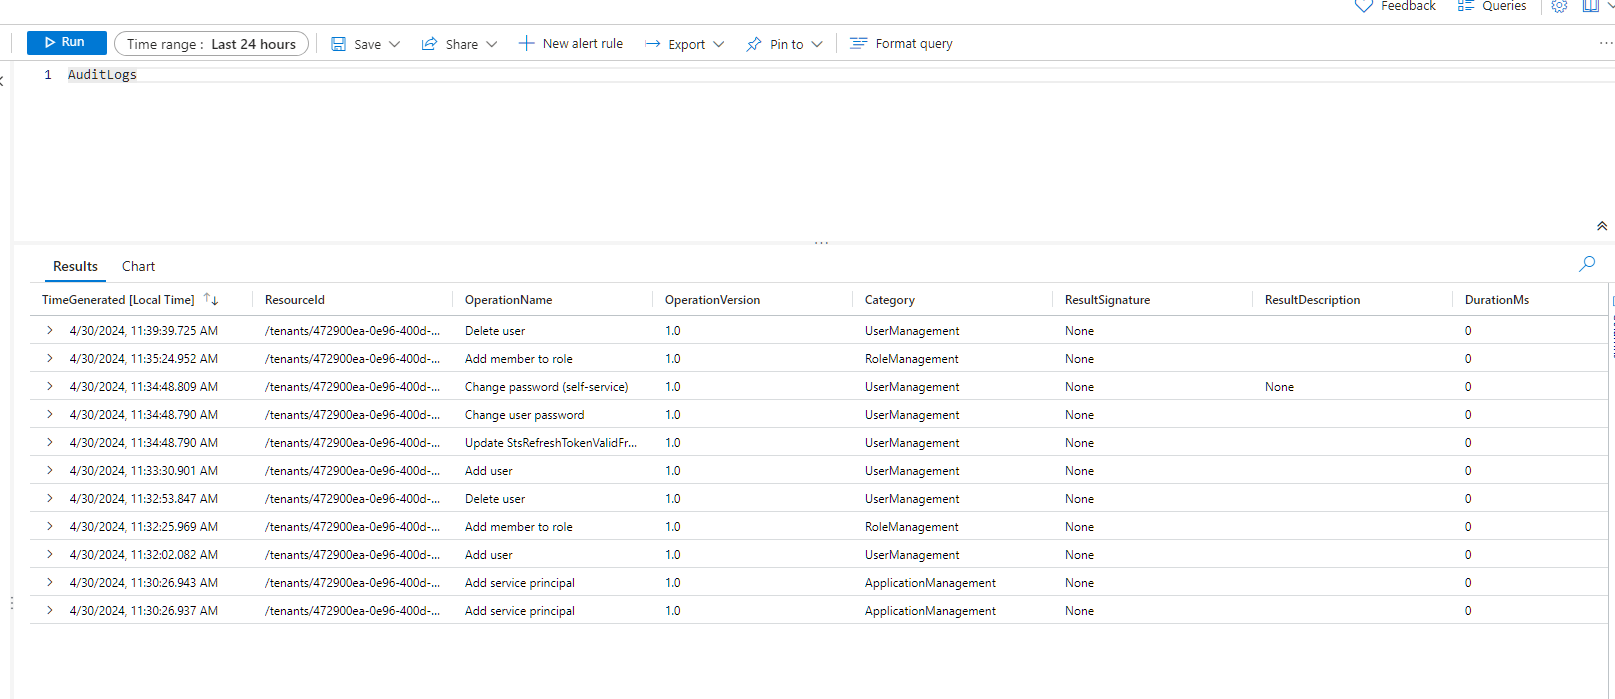 Feedback Queries
Run Time range : Last 24 hours Save Share New alert rule Export Pin to Format query
1 AuditLogs
Results Chart
TimeGenerated [Local Time] ResourceId OperationName OperationVersion Category ResultSignature ResultDescription DurationMs
4/30/2024, 11:39:39.725 AM /tenants/472900ea-0e96-400d-... Delete user 1.0 UserManagement None 0
4/30/2024, 11:35:24.952 AM /tenants/472900ea-0e96-400d-... Add member to role 1.0 RoleManagement None 0
4/30/2024, 11:34:48.809 AM /tenants/472900ea-0e96-400d-... Change password (self-service) 1.0 UserManagement None None 0
4/30/2024, 11:34:48.790 AM /tenants/472900ea-0e96-400d-... Change user password 1.0 UserManagement None 0
4/30/2024, 11:34:48.790 AM /tenants/472900ea-0e96-400d-... Update StsRefreshTokenValidFr... 1.0 UserManagement None 0
4/30/2024, 11:33:30.901 AM /tenants/472900ea-0e96-400d-... Add user 1.0 UserManagement None 0
4/30/2024, 11:32:53.847 AM /tenants/472900ea-0e96-400d-... Delete user 1.0 UserManagement None 0
4/30/2024, 11:32:25.969 AM /tenants/472900ea-0e96-400d-... Add member to role 1.0 RoleManagement None 0
4/30/2024, 11:32:02.082 AM /tenants/472900ea-0e96-400d-... Add user 1.0 UserManagement None 0
4/30/2024, 11:30:26.943 AM /tenants/472900ea-0e96-400d-... Add service principal 1.0 ApplicationManagement None 0
4/30/2024, 11:30:26.937 AM /tenants/472900ea-0e96-400d-... Add service principal 1.0 ApplicationManagement None 0